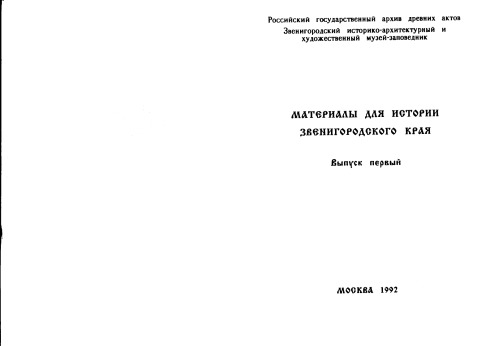 Российский государственный архив древних актов
Звенигородский историко-архитектурный и
художественный музей-заповедник
МАТЕРИАЛЫ ДЛЯ ИСТОРИИ
ЗВЕНИГОРОДСКОГО КРАЯ
Выпуск первый
МОСКВА 1992